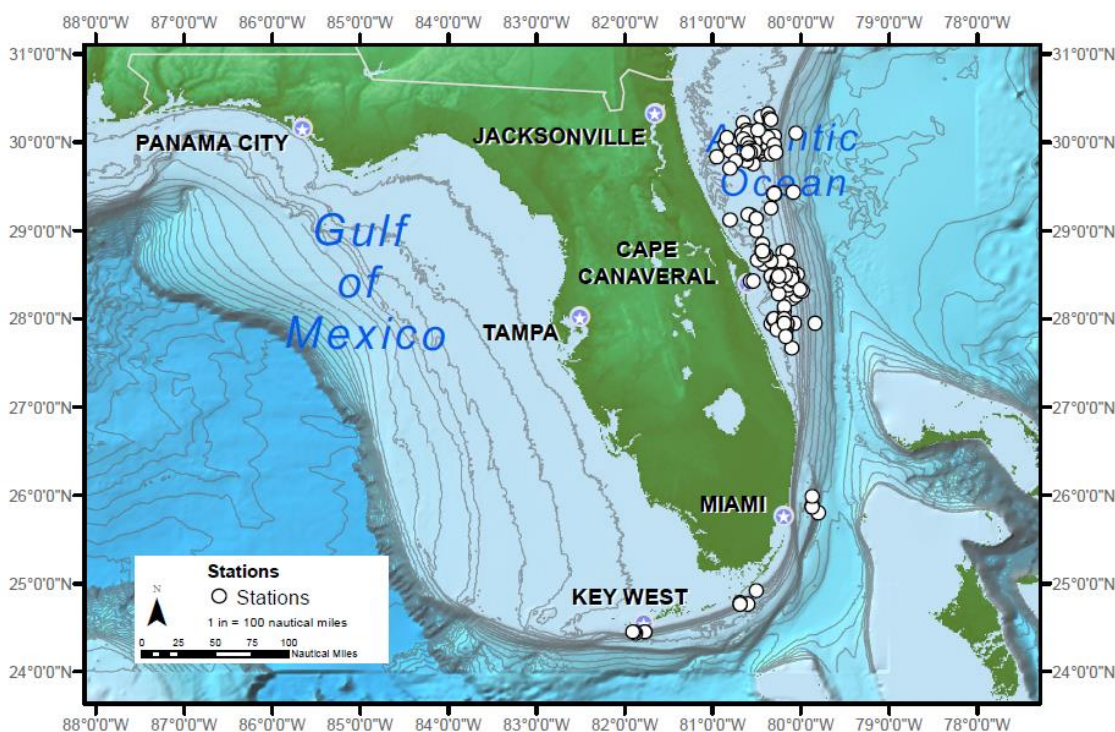 88°0'0"W 87°0'0"W 86°0'0"W 85°0'0"W 84°0'0"W 83°0'0"W 82°0'0"W 81°0'0"W 80°0'0"W 79°0'0"W 78°0'0"W
31°0'0"N 31°0'0"N
30°0'0"N 30°0'0"N
29°0'0"N 29°0'0"N
28°0'0"N 28°0'0"N
27°0'0"N 27°0'0"N
26°0'0"N 26°0'0"N
25°0'0"N 25°0'0"N
24°0'0"N 24°0'0"N
PANAMA CITY
JACKSONVILLE
Atlantic
Ocean
Gulf
of
Mexico
CAPE
CANAVERAL
TAMPA
MIAMI
KEY WEST
Stations
Stations
N
1 in = 100 nautical miles
0 25 50 75 100
Nautical Miles
88°0'0"W 87°0'0"W 86°0'0"W 85°0'0"W 84°0'0"W 83°0'0"W 82°0'0"W 81°0'0"W 80°0'0"W 79°0'0"W 78°0'0"W